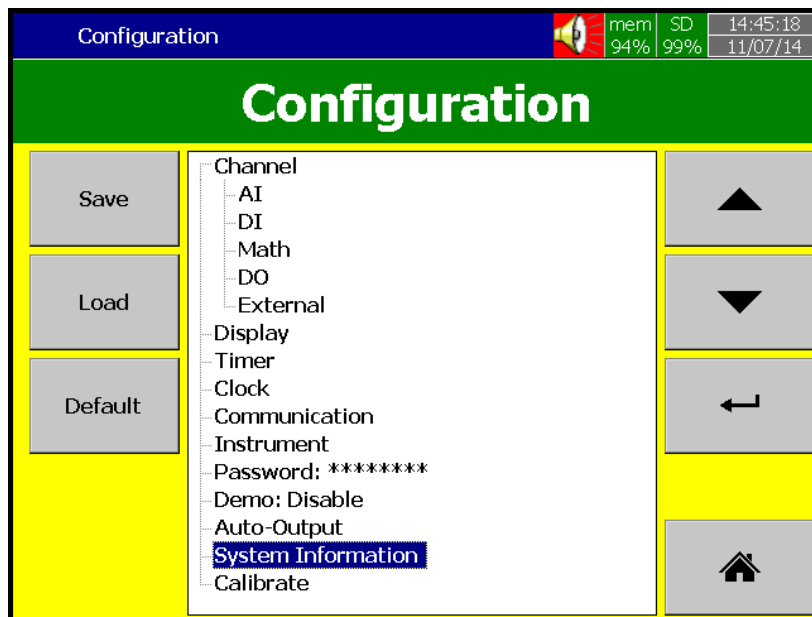 Configuration
mem SD 14:45:18
94% 99% 11/07/14
Configuration
Save
Load
Default
Channel
AI
DI
Math
DO
External
Display
Timer
Clock
Communication
Instrument
Password: ********
Demo: Disable
Auto-Output
System Information
Calibrate